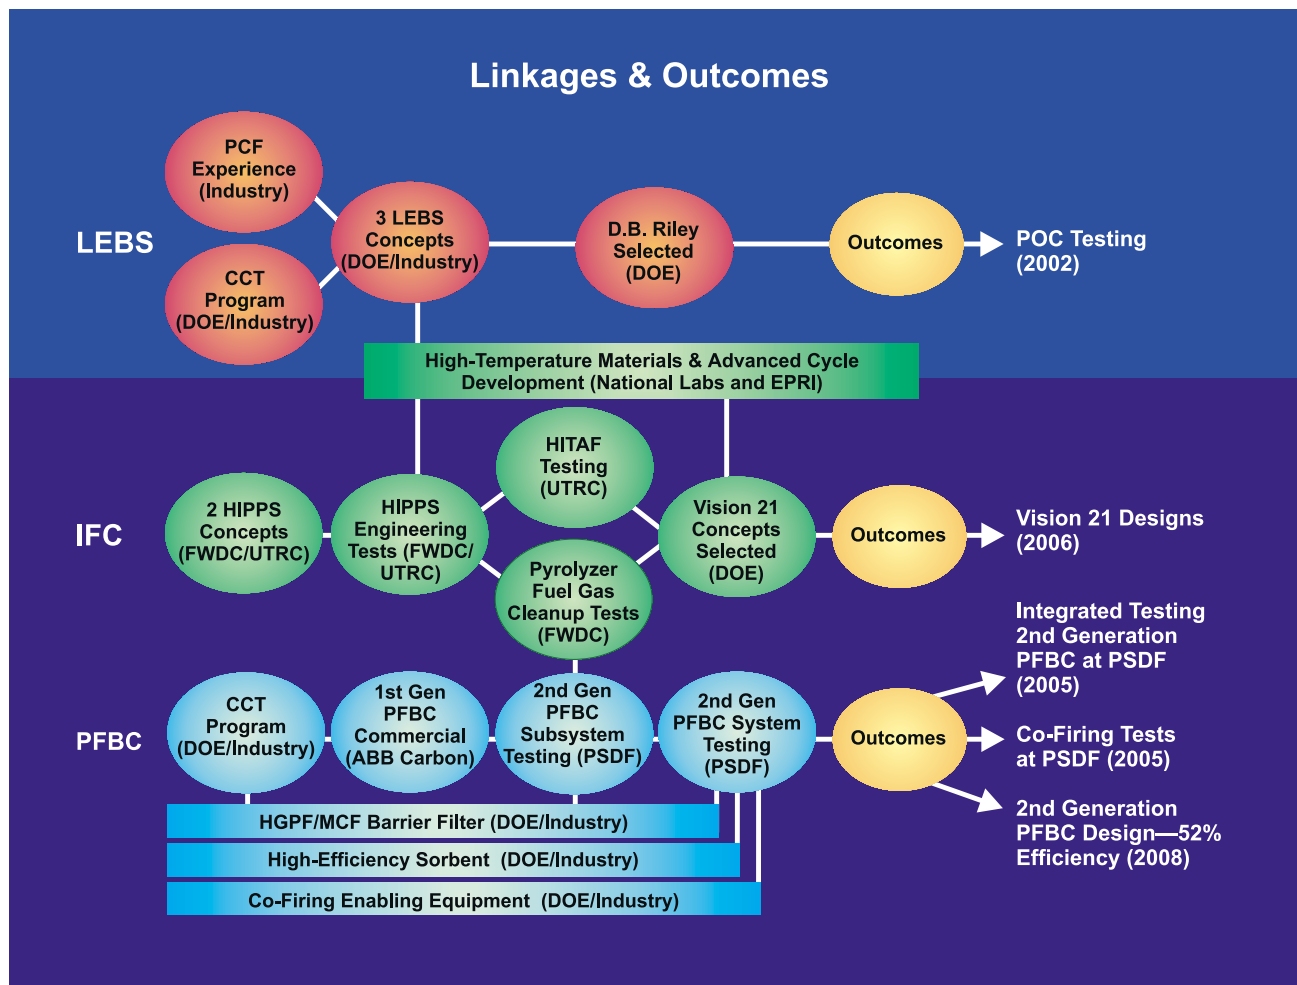 Linkages & Outcomes
LEBS
PCF
Experience
(Industry)
CCT
Program
(DOE/Industry)
3 LEBS
Concepts
(DOE/Industry)
D.B. Riley
Selected
(DOE)
Outcomes
POC Testing
(2002)
High-Temperature Materials & Advanced Cycle
Development (National Labs and EPRI)
IFC
2 HIPPS
Concepts
(FWDC/UTRC)
HIPPS
Engineering
Tests (FWDC/
UTRC)
HITAF
Testing
(UTRC)
Pyrolyzer
Fuel Gas
Cleanup Tests
(FWDC)
Vision 21
Concepts
Selected
(DOE)
Outcomes
Vision 21 Designs
(2006)
PFBC
CCT
Program
(DOE/Industry)
1st Gen
PFBC
Commercial
(ABB Carbon)
2nd Gen
PFBC
Subsystem
Testing (PSDF)
2nd Gen
PFBC System
Testing
(PSDF)
Outcomes
Integrated Testing
2nd Generation
PFBC at PSDF
(2005)
Co-Firing Tests
at PSDF (2005)
2nd Generation
PFBC Design—52%
Efficiency (2008)
HGPF/MCF Barrier Filter (DOE/Industry)
High-Efficiency Sorbent (DOE/Industry)
Co-Firing Enabling Equipment (DOE/Industry)